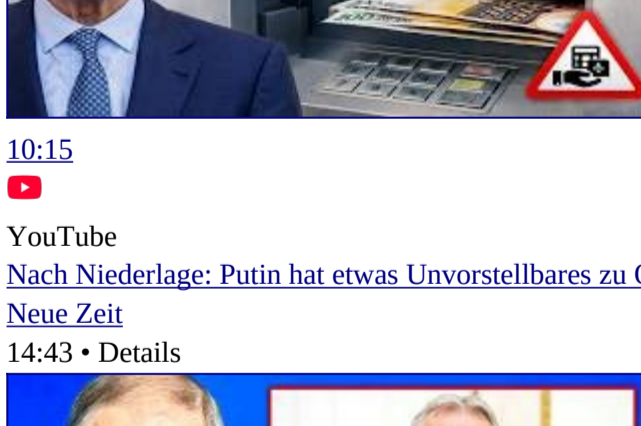 10:15
YouTube
Nach Niederlage: Putin hat etwas Unvorstellbares zu
Neue Zeit
14:43 • Details